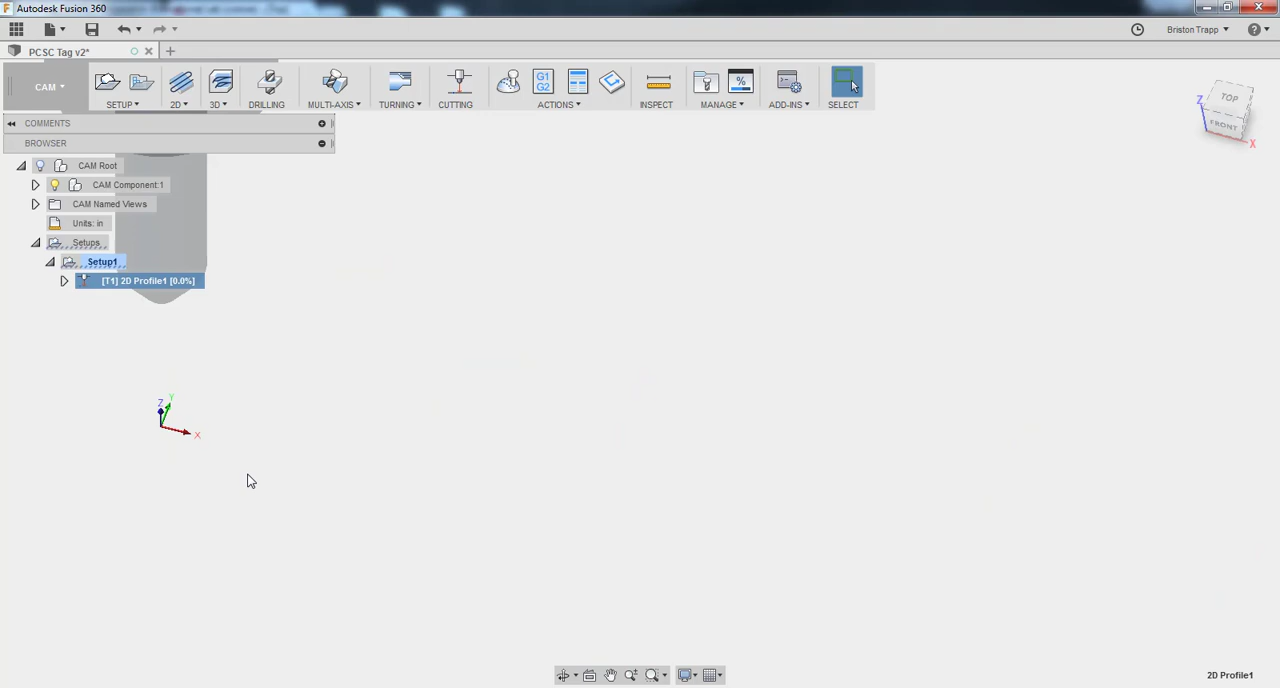 Autodesk Fusion 360
Briston Trapp
PCSC Tag v2*
CAM
SETUP
2D
3D
DRILLING
MULTI-AXIS
TURNING
CUTTING
G1
G2
ACTIONS
INSPECT
%
MANAGE
ADD-INS
SELECT
COMMENTS
BROWSER
CAM Root
CAM Component:1
CAM Named Views
Units: in
Setups
Setup1
[T1] 2D Profile1 [0.0%]
Z
TOP
FRONT
X
Z
Y
X
2D Profile1